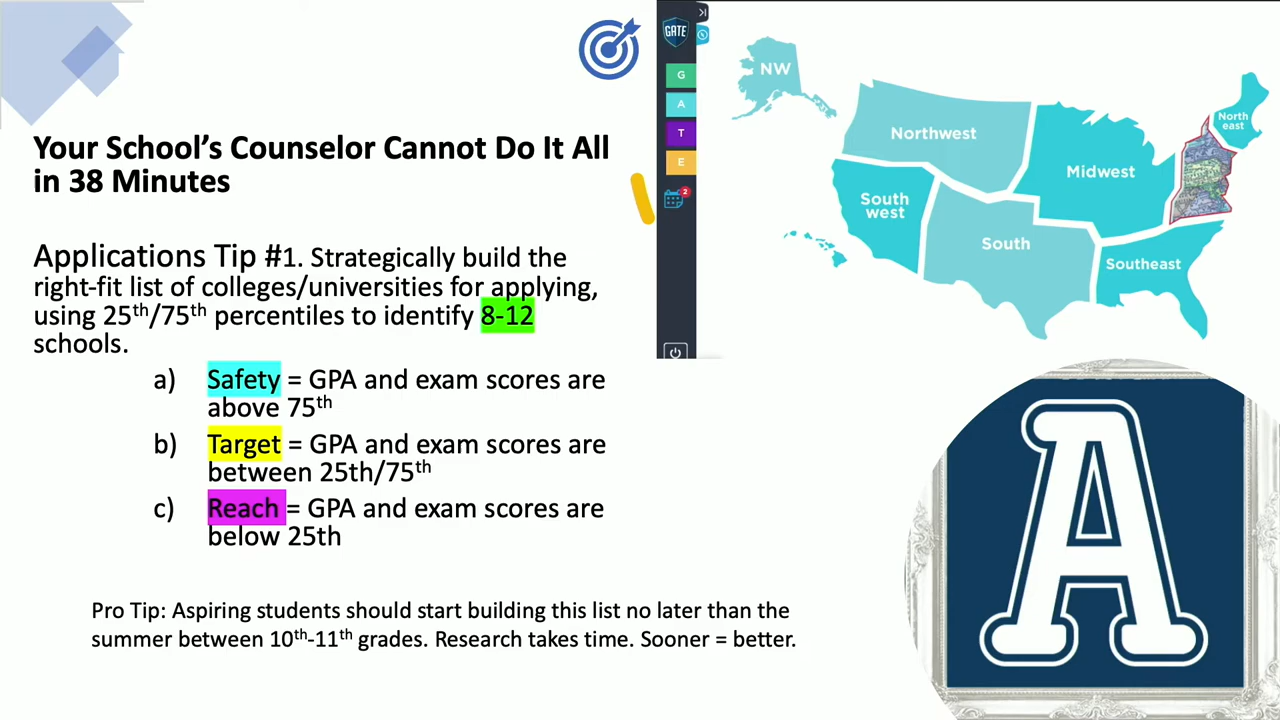 Your School’s Counselor Cannot Do It All
in 38 Minutes
Applications Tip #1. Strategically build the
right-fit list of colleges/universities for applying,
using 25th/75th percentiles to identify 8-12
schools.
a) Safety = GPA and exam scores are
above 75th
b) Target = GPA and exam scores are
between 25th/75th
c) Reach = GPA and exam scores are
below 25th
Pro Tip: Aspiring students should start building this list no later than the
summer between 10th-11th grades. Research takes time. Sooner = better.
GATE
G
A
T
E
2
NW
Northwest
Midwest
North
east
South
west
South
Southeast
A